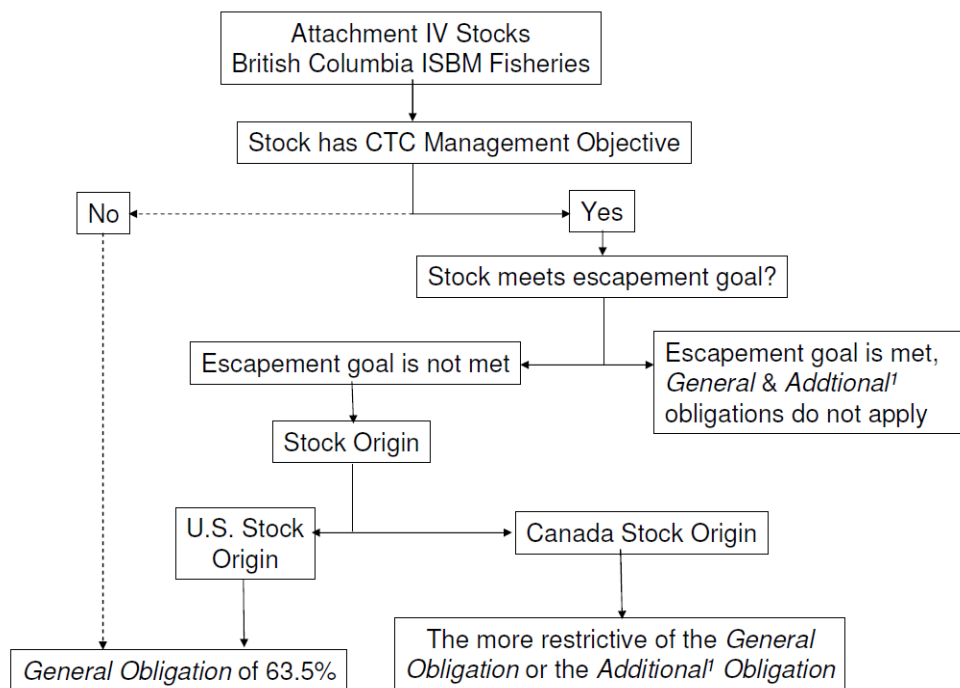 Attachment IV Stocks
British Columbia ISBM Fisheries
Stock has CTC Management Objective
No
Yes
Stock meets escapement goal?
Escapement goal is not met
Escapement goal is met,
General & Addtional¹
obligations do not apply
Stock Origin
U.S. Stock
Origin
Canada Stock Origin
General Obligation of 63.5%
The more restrictive of the General
Obligation or the Additional¹ Obligation